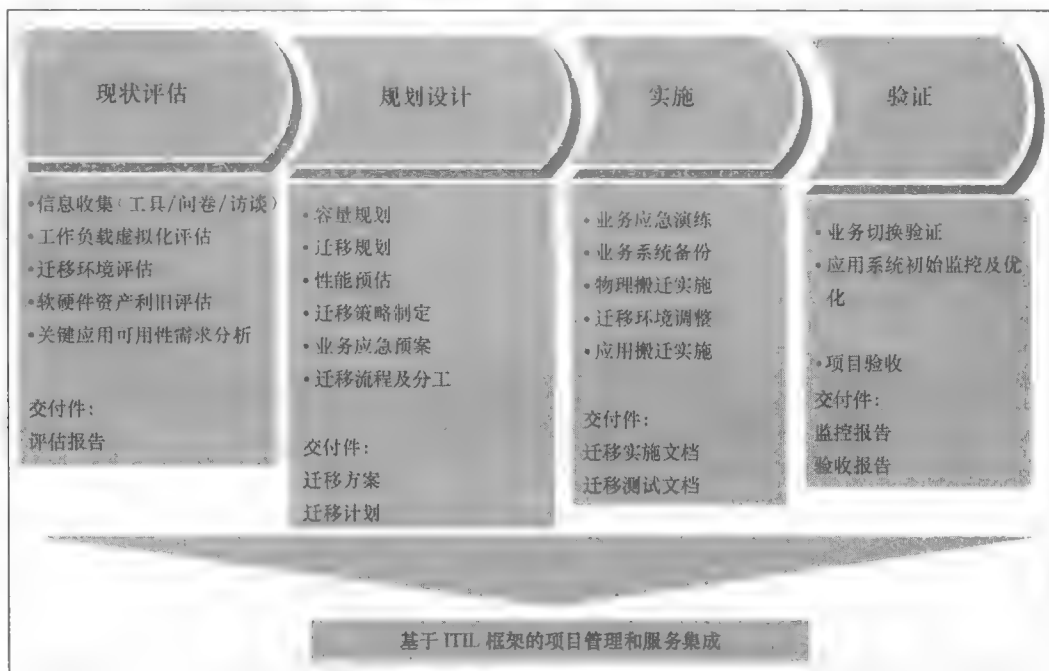 现状评估
•信息收集(工具/问卷/访谈)
•工作负载虚拟化评估
•迁移环境评估
•软硬件资产利旧评估
•关键应用可用性需求分析
交付件:
评估报告
规划设计
•容量规划
•迁移规划
•性能预估
•迁移策略制定
•业务应急预案
•迁移流程及分工
交付件:
迁移方案
迁移计划
实施
•业务应急演练
•业务系统备份
•物理搬迁实施
•迁移环境调整
•应用搬迁实施
交付件:
迁移实施文档
迁移测试文档
验证
•业务切换验证
•应用系统初始监控及优
化
•项目验收
交付件:
监控报告
验收报告
基于 ITIL 框架的项目管理和服务集成